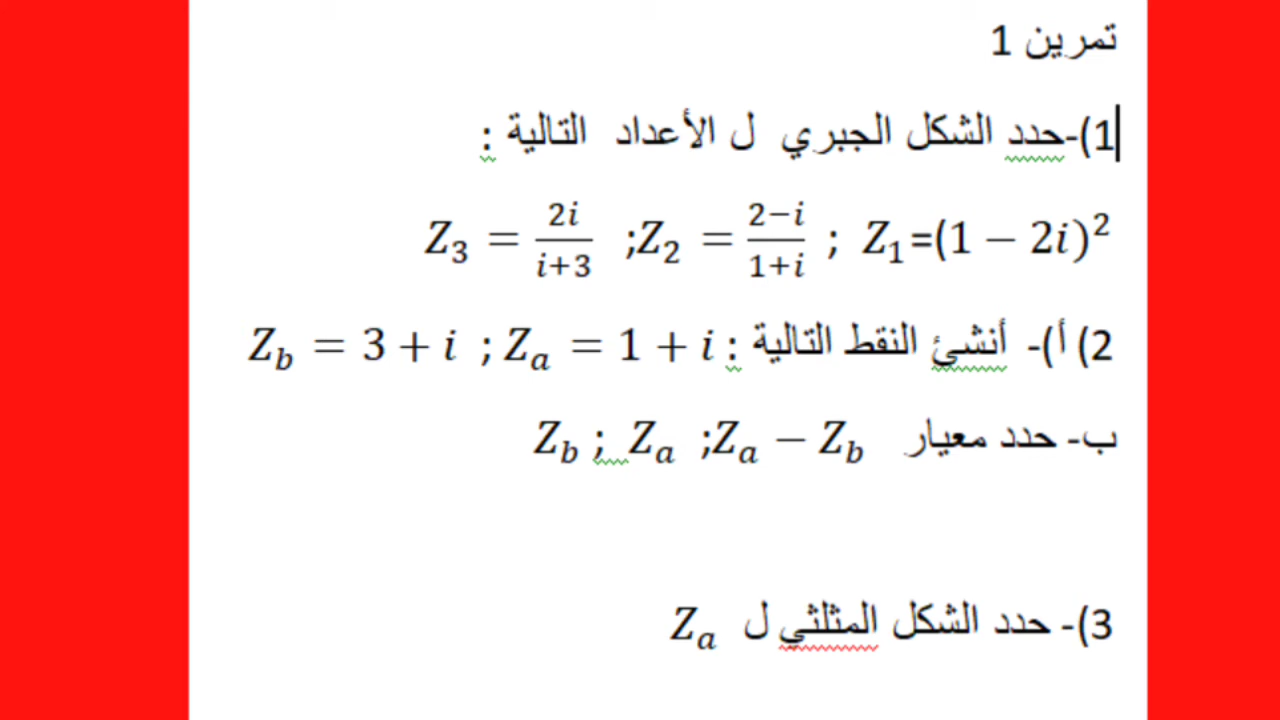 تمرين 1
1)-حدد الشكل الجبري ل الأعداد التالية :
Z₁=(1 − 2i)² ; Z₂ = (2−i)/(1+i) ; Z₃ = 2i/(i+3)
2) أ)- أنشئ النقط التالية : Z_a = 1 + i ; Z_b = 3 + i
ب- حدد معيار Z_b ; Z_a ;Z_a − Z_b
3)- حدد الشكل المثلثي ل Z_a